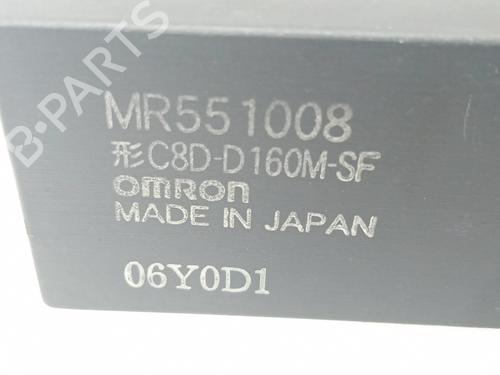 MR551008
形C8D-D160M-SF
omron
MADE IN JAPAN
06Y0D1
B-PARTS